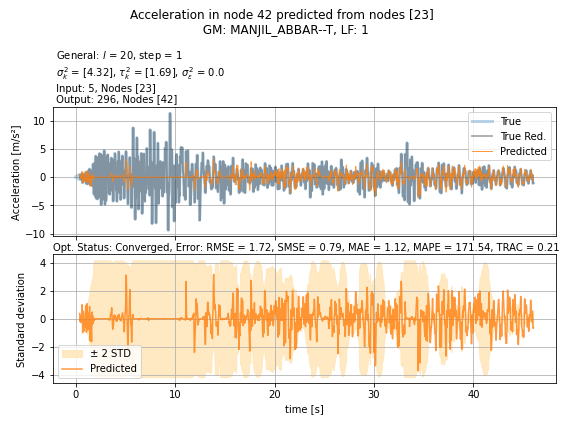 Acceleration in node 42 predicted from nodes [23]
GM: MANJIL_ABBAR--T, LF: 1
General: l = 20, step = 1
σ²ₖ = [4.32], τ²ₖ = [1.69], σ²ε = 0.0
Input: 5, Nodes [23]
Output: 296, Nodes [42]
Acceleration [m/s²]
10
5
0
−5
−10
True
True Red.
Predicted
Opt. Status: Converged, Error: RMSE = 1.72, SMSE = 0.79, MAE = 1.12, MAPE = 171.54, TRAC = 0.21
Standard deviation
4
2
0
−2
−4
± 2 STD
Predicted
0 10 20 30 40
time [s]